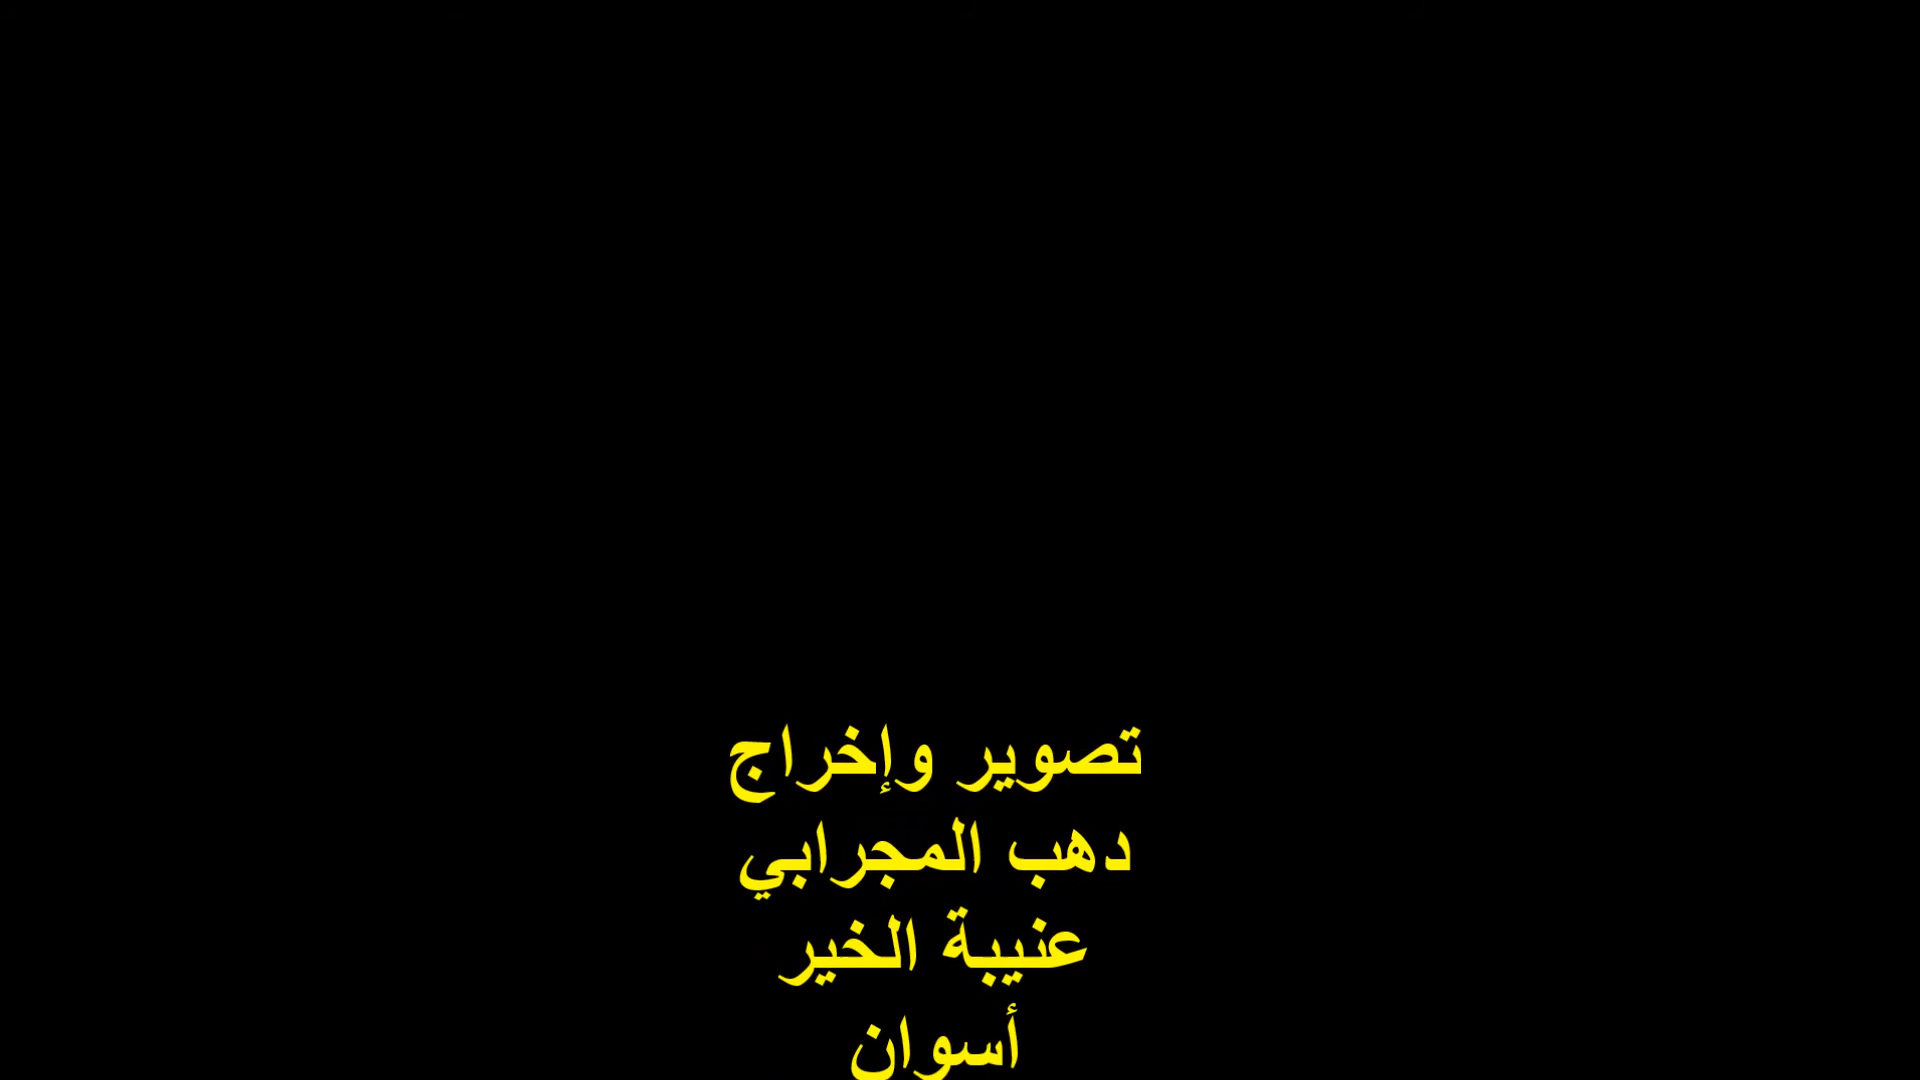 تصوير وإخراج
دهب المجرابي
عنيبة الخير
أسوان